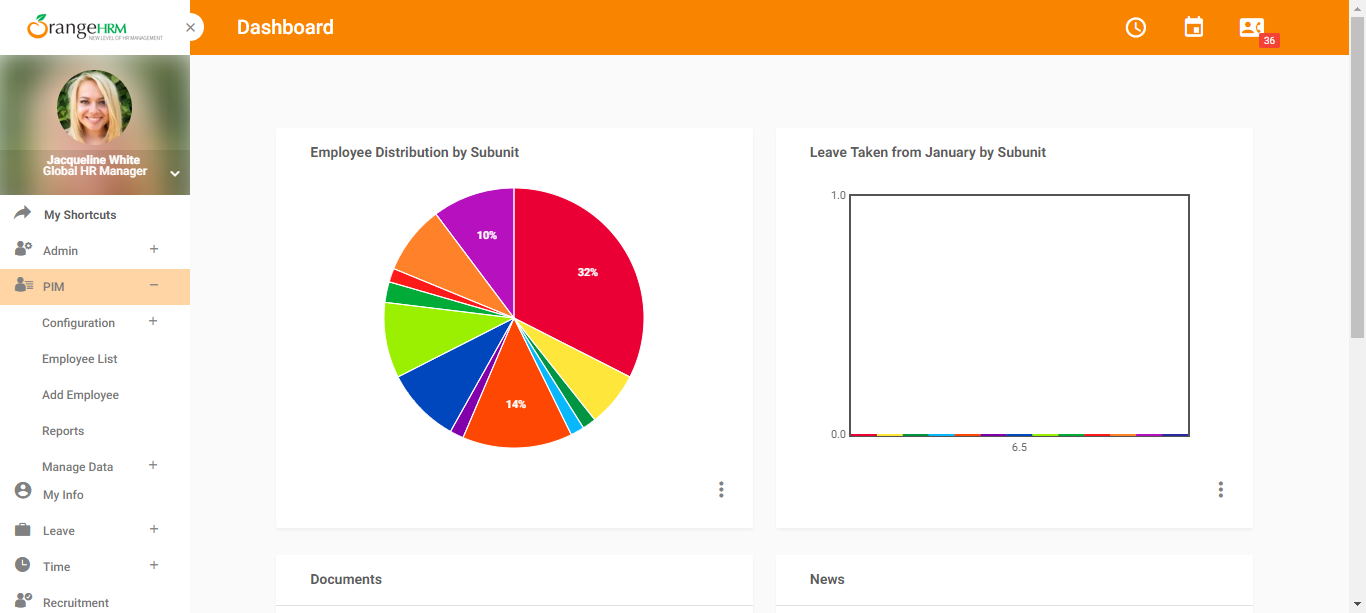 OrangeHRM
NEW LEVEL OF HR MANAGEMENT
Dashboard
36
Jacqueline White
Global HR Manager
My Shortcuts
Admin
PIM
Configuration
Employee List
Add Employee
Reports
Manage Data
My Info
Leave
Time
Recruitment
Employee Distribution by Subunit
10%
32%
14%
Leave Taken from January by Subunit
1.0
0.0
6.5
Documents
News